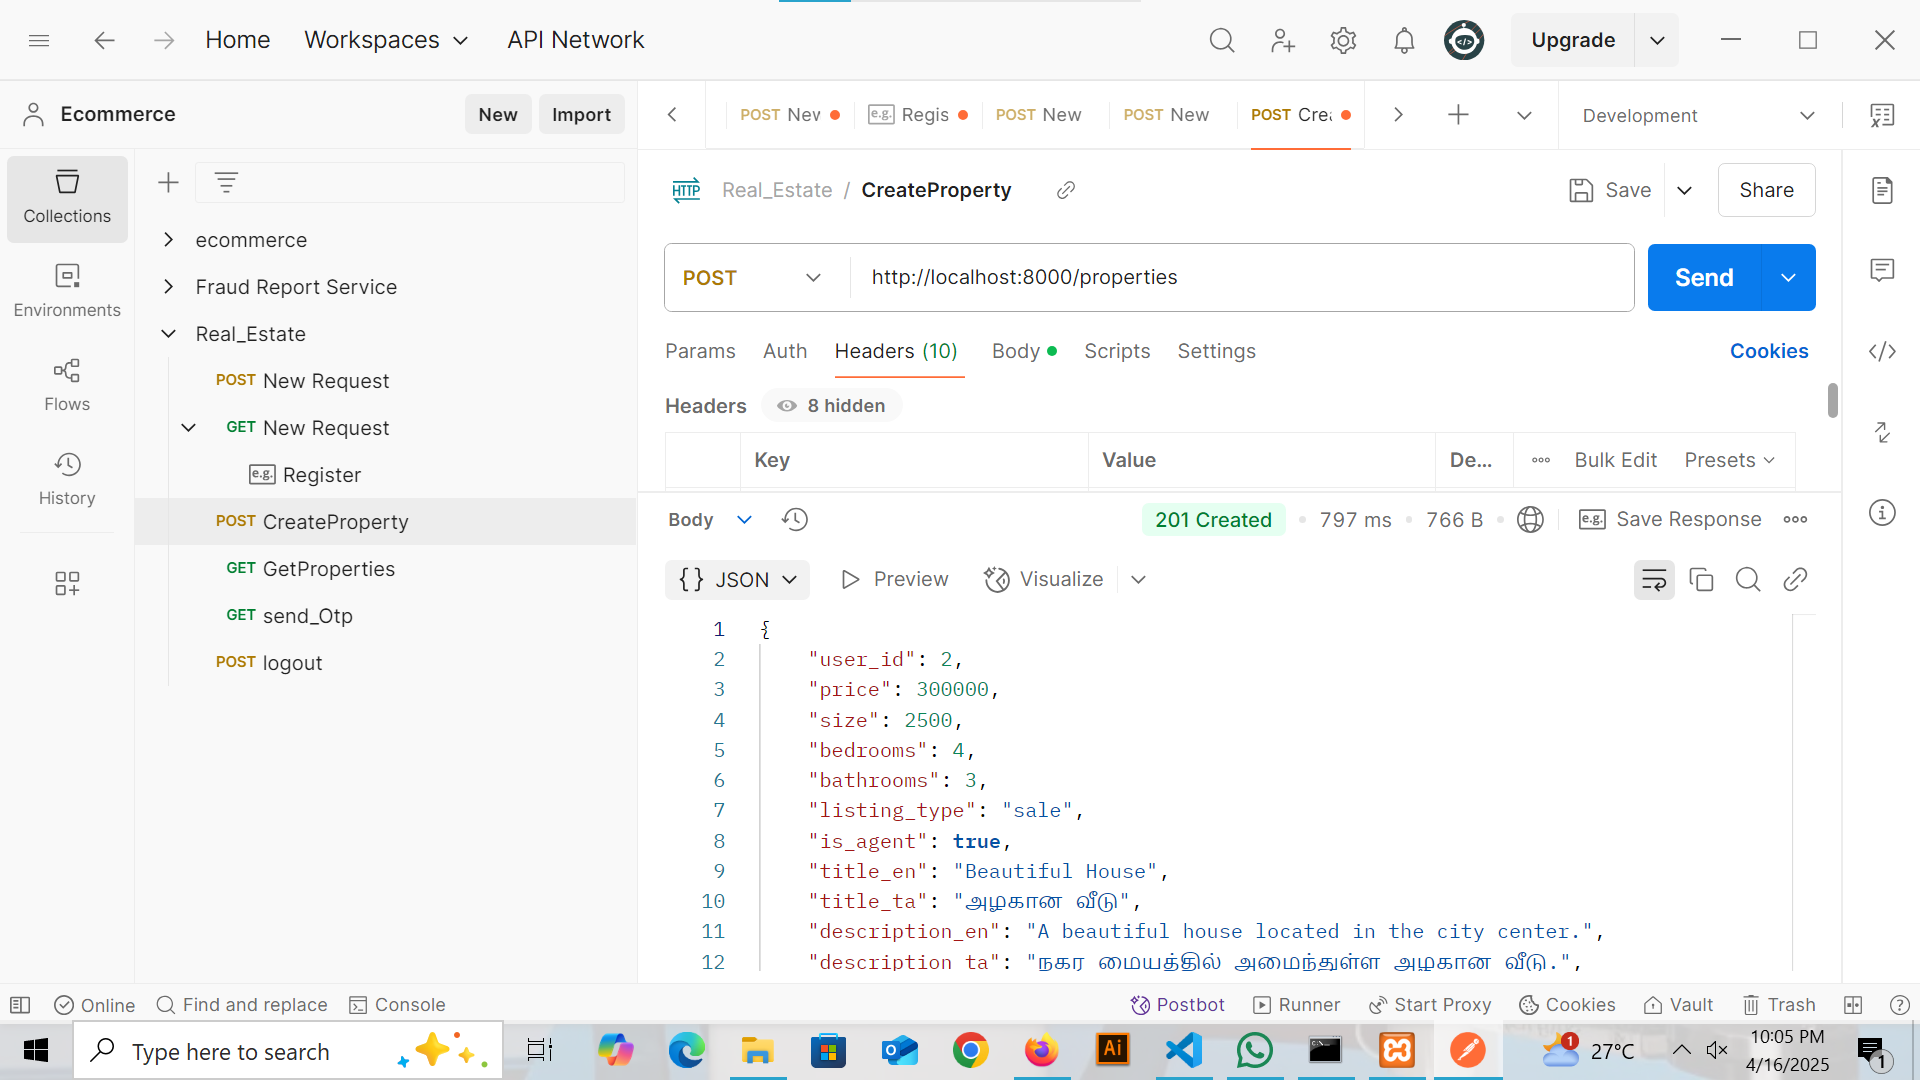 Home Workspaces API Network Upgrade
Ecommerce New Import
POST New e.g. Regis POST New POST New POST Crea Development
Collections
Environments
Flows
History
ecommerce
Fraud Report Service
Real_Estate
POST New Request
GET New Request
e.g. Register
POST CreateProperty
GET GetProperties
GET send_Otp
POST logout
HTTP Real_Estate / CreateProperty Save Share
POST http://localhost:8000/properties Send
Params Auth Headers (10) Body Scripts Settings Cookies
Headers 8 hidden
Key Value De... Bulk Edit Presets
Body 201 Created 797 ms 766 B e.g. Save Response
{} JSON Preview Visualize
1 {
2 "user_id": 2,
3 "price": 300000,
4 "size": 2500,
5 "bedrooms": 4,
6 "bathrooms": 3,
7 "listing_type": "sale",
8 "is_agent": true,
9 "title_en": "Beautiful House",
10 "title_ta": "அழகான வீடு",
11 "description_en": "A beautiful house located in the city center.",
12 "description_ta": "நகர மையத்தில் அமைந்துள்ள அழகான வீடு.",
Online Find and replace Console Postbot Runner Start Proxy Cookies Vault Trash
Type here to search Ai 1 27°C 10:05 PM
4/16/2025 1